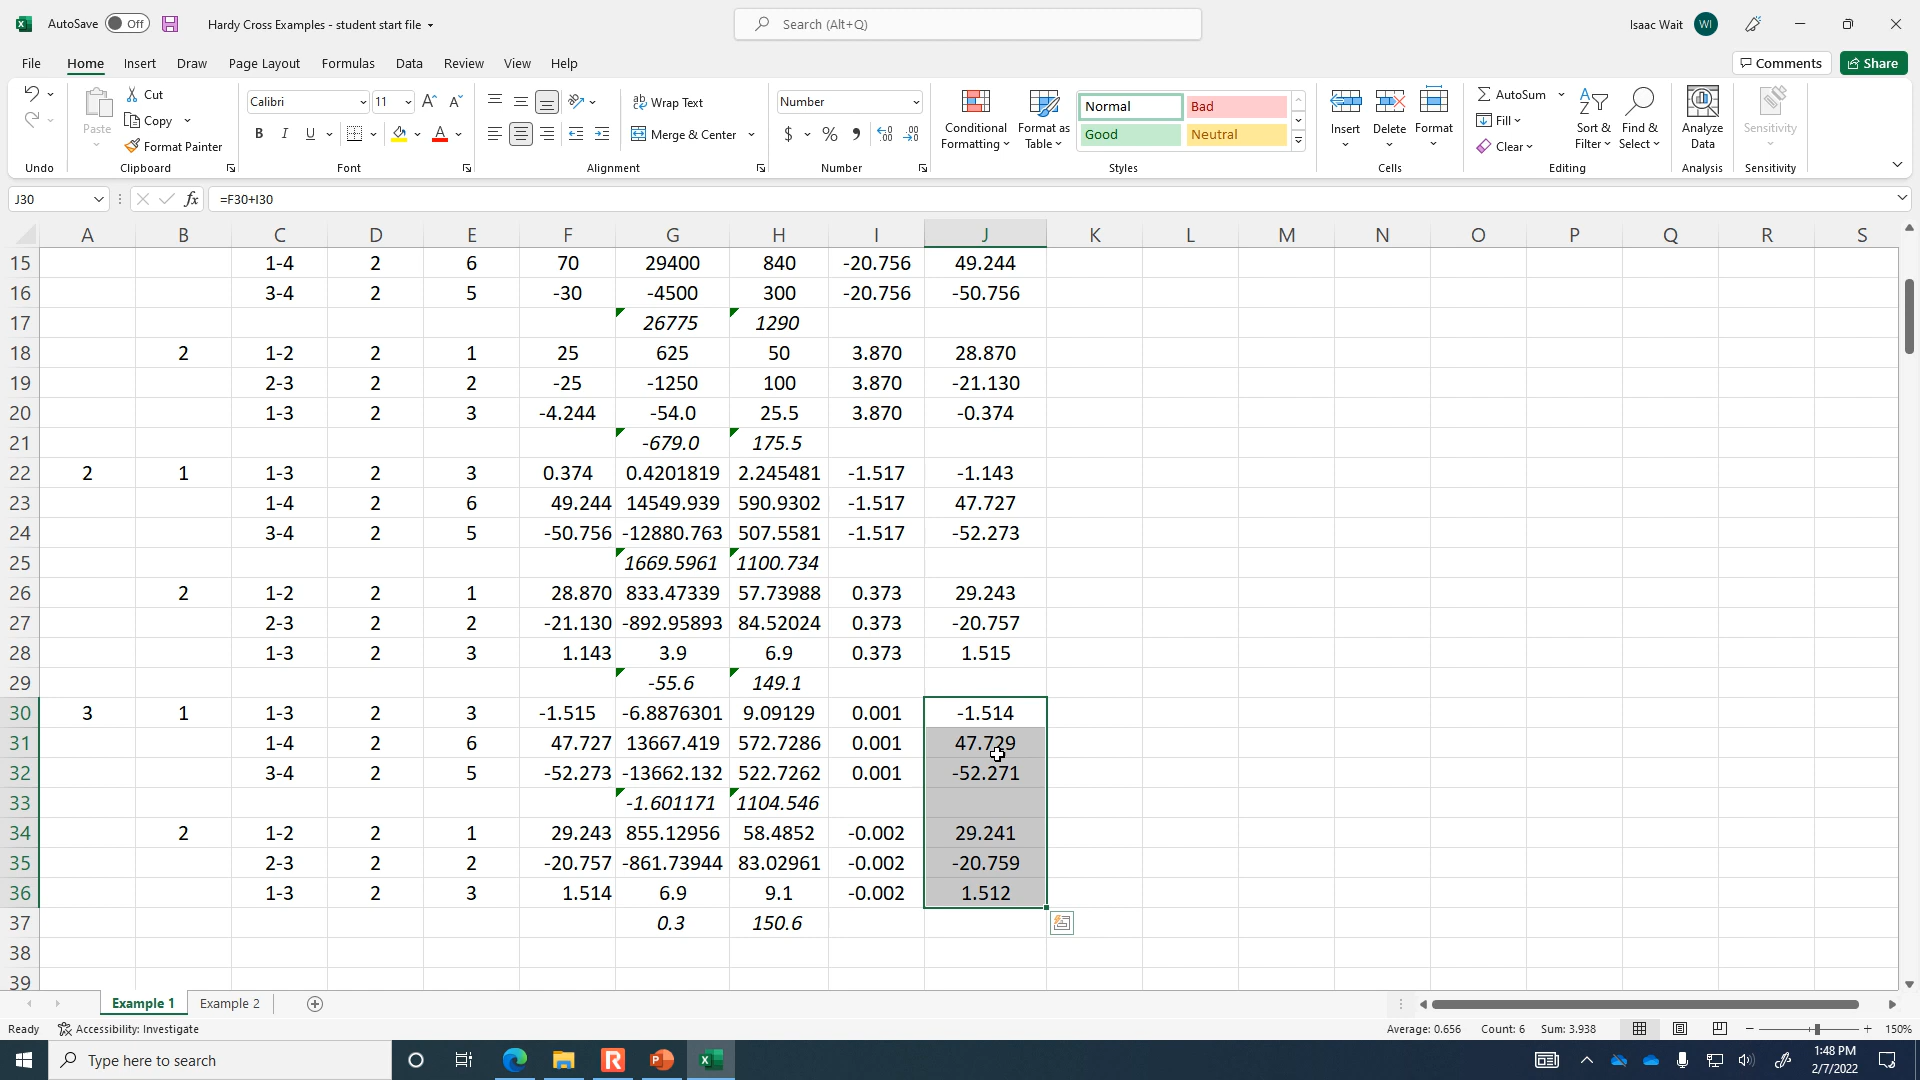 AutoSave Off Hardy Cross Examples - student start file Search (Alt+Q) Isaac Wait WI
File Home Insert Draw Page Layout Formulas Data Review View Help Comments Share
Paste Cut Copy Format Painter
Calibri 11 B I U A
Wrap Text Merge & Center
Number $ % 9
Conditional Formatting Format as Table Normal Bad Good Neutral
Insert Delete Format
AutoSum Fill Clear Sort & Filter Find & Select
Analyze Data Sensitivity
Undo Clipboard Font Alignment Number Styles Cells Editing Analysis Sensitivity
J30 fx =F30+I30
A B C D E F G H I J K L M N O P Q R S
15 1-4 2 6 70 29400 840 -20.756 49.244
16 3-4 2 5 -30 -4500 300 -20.756 -50.756
17 26775 1290
18 2 1-2 2 1 25 625 50 3.870 28.870
19 2-3 2 2 -25 -1250 100 3.870 -21.130
20 1-3 2 3 -4.244 -54.0 25.5 3.870 -0.374
21 -679.0 175.5
22 2 1 1-3 2 3 0.374 0.4201819 2.245481 -1.517 -1.143
23 1-4 2 6 49.244 14549.939 590.9302 -1.517 47.727
24 3-4 2 5 -50.756 -12880.763 507.5581 -1.517 -52.273
25 1669.5961 1100.734
26 2 1-2 2 1 28.870 833.47339 57.73988 0.373 29.243
27 2-3 2 2 -21.130 -892.95893 84.52024 0.373 -20.757
28 1-3 2 3 1.143 3.9 6.9 0.373 1.515
29 -55.6 149.1
30 3 1 1-3 2 3 -1.515 -6.8876301 9.09129 0.001 -1.514
31 1-4 2 6 47.727 13667.419 572.7286 0.001 47.729
32 3-4 2 5 -52.273 -13662.132 522.7262 0.001 -52.271
33 -1.601171 1104.546
34 2 1-2 2 1 29.243 855.12956 58.4852 -0.002 29.241
35 2-3 2 2 -20.757 -861.73944 83.02961 -0.002 -20.759
36 1-3 2 3 1.514 6.9 9.1 -0.002 1.512
37 0.3 150.6
38
39
Example 1 Example 2
Ready Accessibility: Investigate Average: 0.656 Count: 6 Sum: 3.938 150%
Type here to search 1:48 PM
2/7/2022